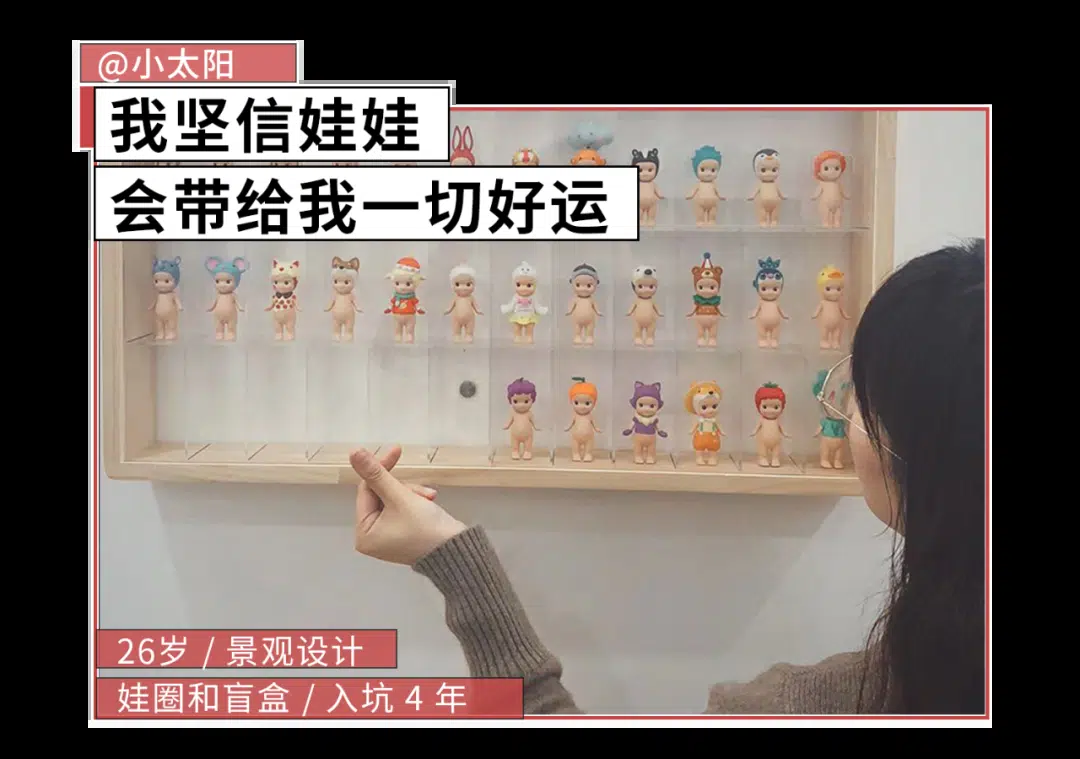 @小太阳
我坚信娃娃
会带给我一切好运
26岁 / 景观设计
娃圈和盲盒 / 入坑 4 年